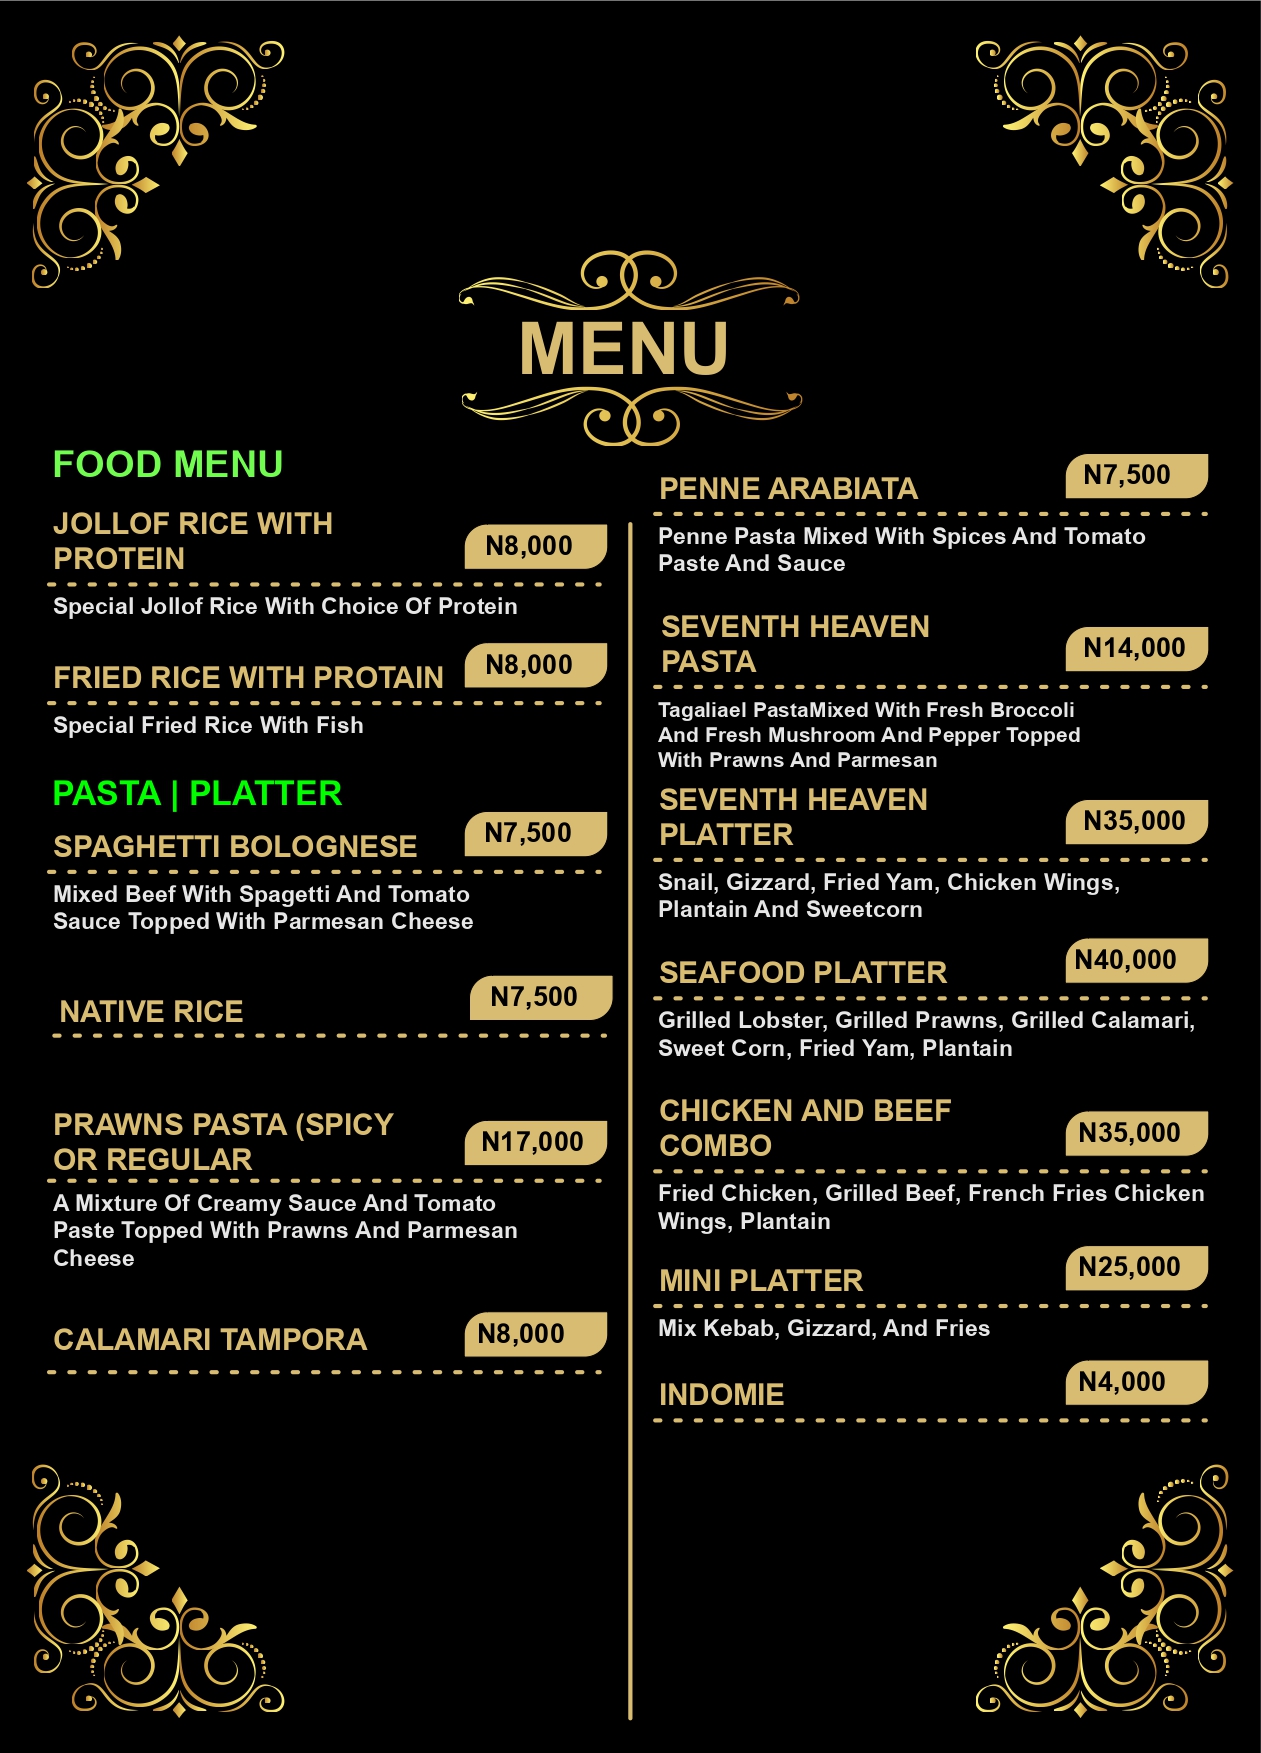 MENU
FOOD MENU
JOLLOF RICE WITH
PROTEIN
N8,000
Special Jollof Rice With Choice Of Protein
FRIED RICE WITH PROTAIN
N8,000
Special Fried Rice With Fish
PASTA | PLATTER
SPAGHETTI BOLOGNESE
N7,500
Mixed Beef With Spagetti And Tomato
Sauce Topped With Parmesan Cheese
NATIVE RICE
N7,500
PRAWNS PASTA (SPICY
OR REGULAR
N17,000
A Mixture Of Creamy Sauce And Tomato
Paste Topped With Prawns And Parmesan
Cheese
CALAMARI TAMPORA
N8,000
PENNE ARABIATA
N7,500
Penne Pasta Mixed With Spices And Tomato
Paste And Sauce
SEVENTH HEAVEN
PASTA
N14,000
Tagaliael PastaMixed With Fresh Broccoli
And Fresh Mushroom And Pepper Topped
With Prawns And Parmesan
SEVENTH HEAVEN
PLATTER
N35,000
Snail, Gizzard, Fried Yam, Chicken Wings,
Plantain And Sweetcorn
SEAFOOD PLATTER
N40,000
Grilled Lobster, Grilled Prawns, Grilled Calamari,
Sweet Corn, Fried Yam, Plantain
CHICKEN AND BEEF
COMBO
N35,000
Fried Chicken, Grilled Beef, French Fries Chicken
Wings, Plantain
MINI PLATTER
N25,000
Mix Kebab, Gizzard, And Fries
INDOMIE
N4,000